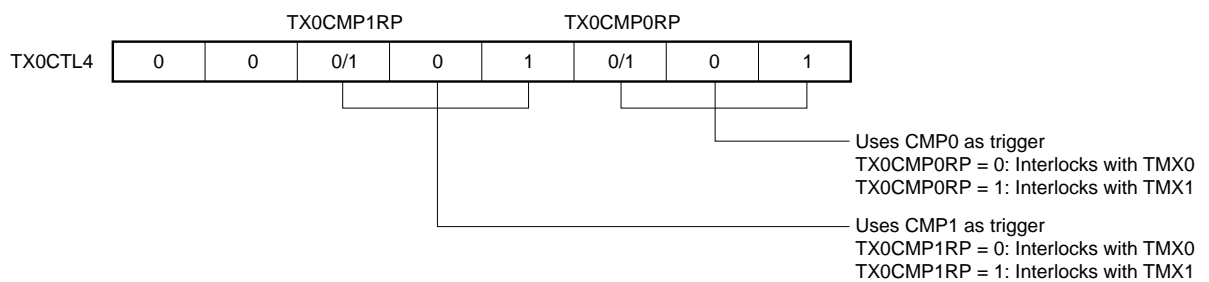 TX0CMP1RP TX0CMP0RP
TX0CTL4 0 0 0/1 0 1 0/1 0 1
Uses CMP0 as trigger
TX0CMP0RP = 0: Interlocks with TMX0
TX0CMP0RP = 1: Interlocks with TMX1
Uses CMP1 as trigger
TX0CMP1RP = 0: Interlocks with TMX0
TX0CMP1RP = 1: Interlocks with TMX1